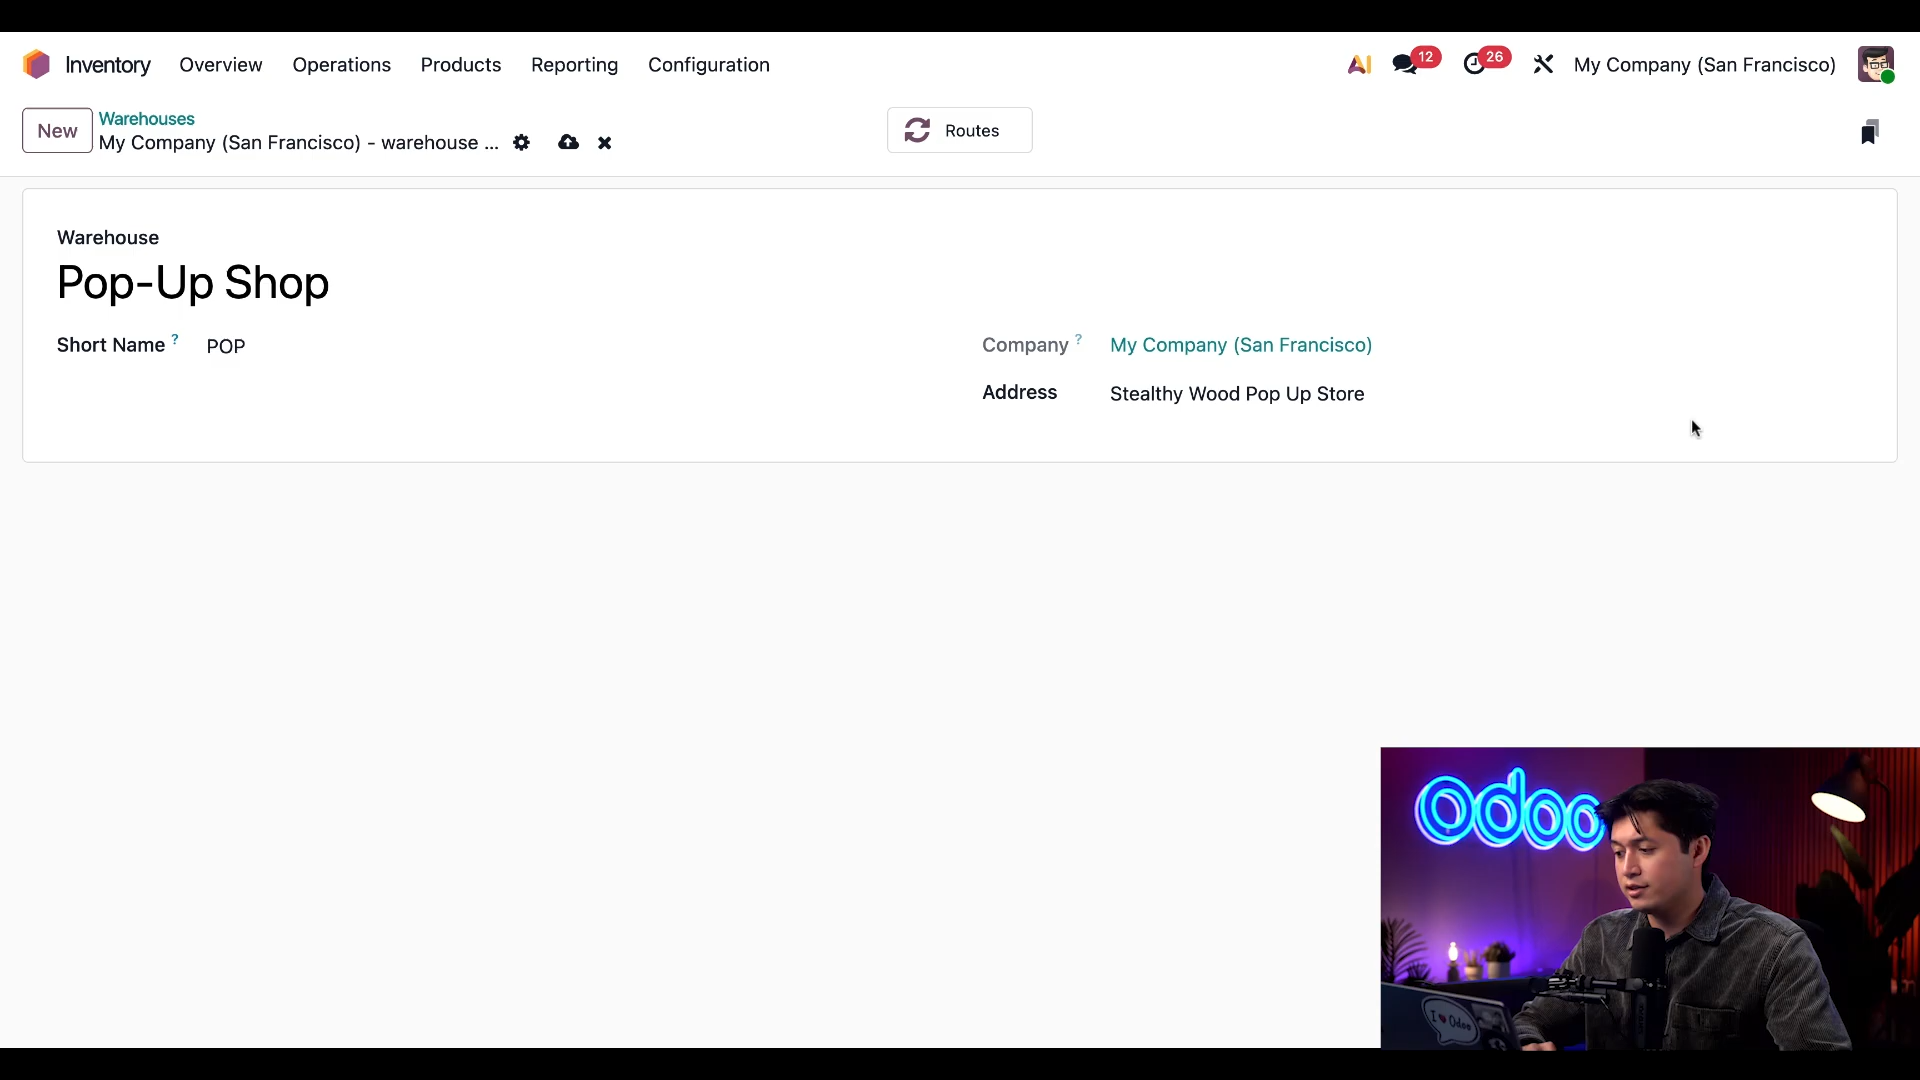 Inventory Overview Operations Products Reporting Configuration AI 12 26 My Company (San Francisco)
New Warehouses
My Company (San Francisco) - warehouse ...
Routes
Warehouse
Pop-Up Shop
Short Name ? POP
Company ? My Company (San Francisco)
Address Stealthy Wood Pop Up Store
odoo
I ♥ Odoo